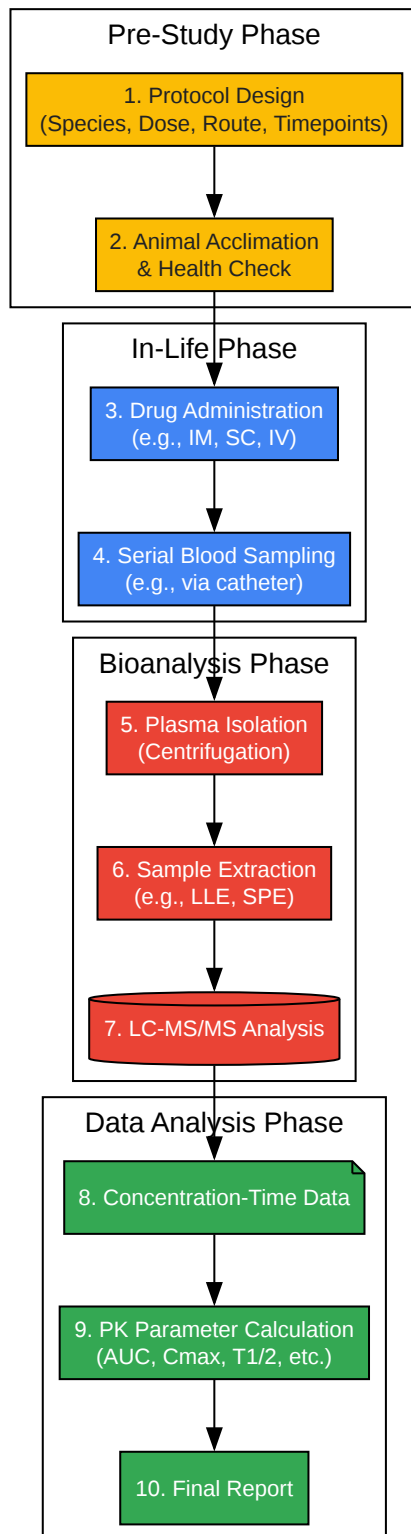 Pre-Study Phase
1. Protocol Design
(Species, Dose, Route, Timepoints)
2. Animal Acclimation
& Health Check
In-Life Phase
3. Drug Administration
(e.g., IM, SC, IV)
4. Serial Blood Sampling
(e.g., via catheter)
Bioanalysis Phase
5. Plasma Isolation
(Centrifugation)
6. Sample Extraction
(e.g., LLE, SPE)
7. LC-MS/MS Analysis
Data Analysis Phase
8. Concentration-Time Data
9. PK Parameter Calculation
(AUC, Cmax, T1/2, etc.)
10. Final Report